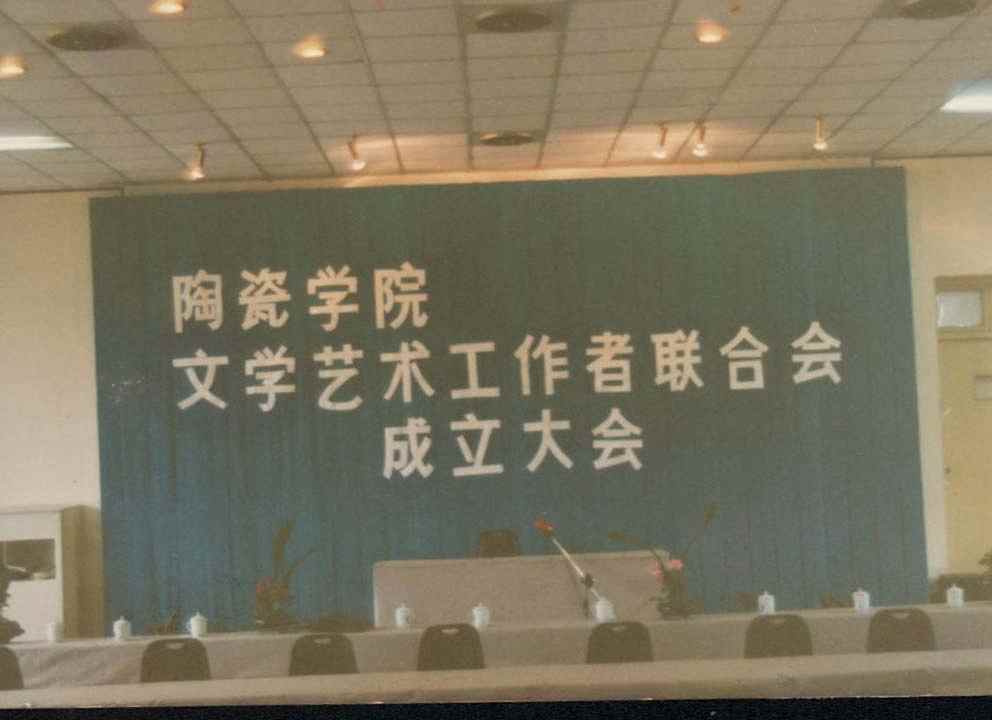 陶瓷学院
文学艺术工作者联合会
成立大会